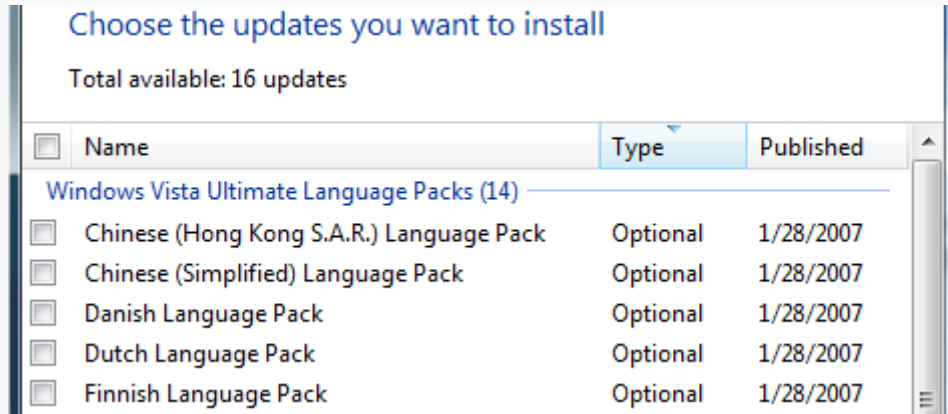 Choose the updates you want to install
Total available: 16 updates
Name Type Published
Windows Vista Ultimate Language Packs (14)
Chinese (Hong Kong S.A.R.) Language Pack Optional 1/28/2007
Chinese (Simplified) Language Pack Optional 1/28/2007
Danish Language Pack Optional 1/28/2007
Dutch Language Pack Optional 1/28/2007
Finnish Language Pack Optional 1/28/2007